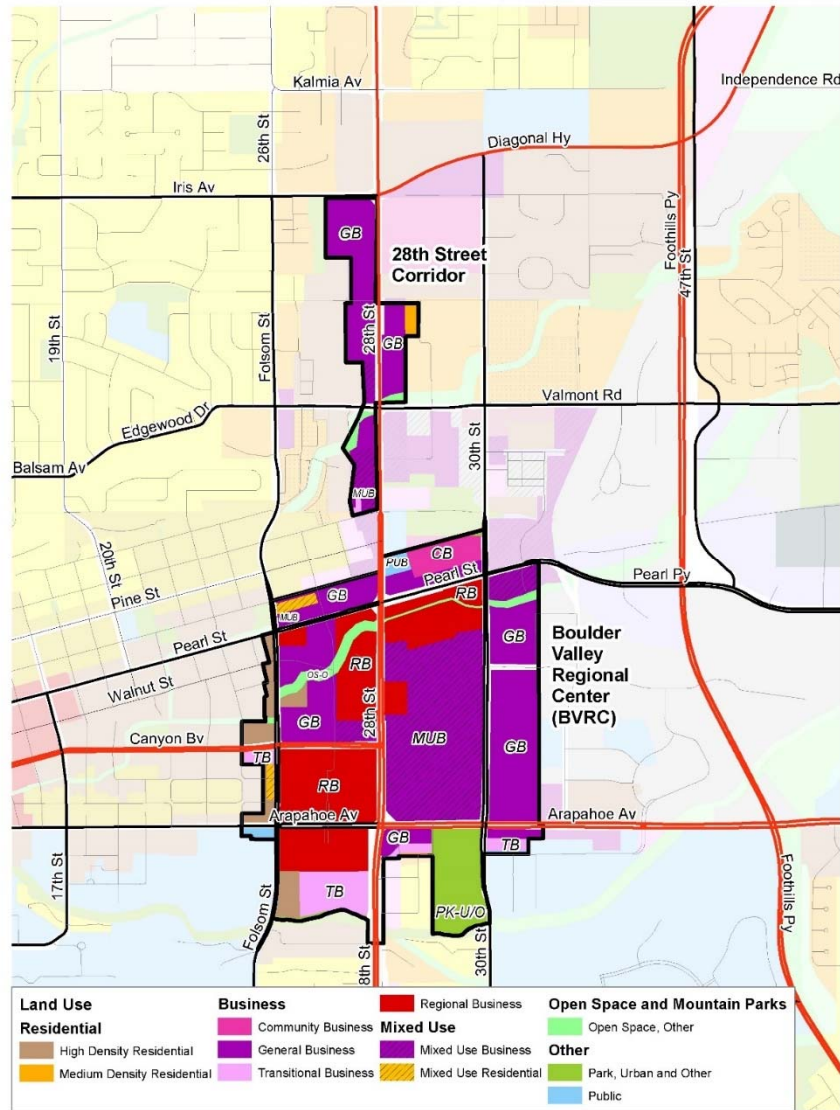 Kalmia Av
Independence Rd
26th St
Diagonal Hy
Iris Av
Foothills Py
47th St
GB
28th Street
Corridor
19th St
Folsom St
28th St
GB
Valmont Rd
Edgewood Dr
30th St
Balsam Av
MUB
20th St
CB
PUB
Pearl St
Pearl Py
Pine St
GB
RB
MUB
Pearl St
GB
Boulder
Valley
Regional
Center
(BVRC)
Walnut St
RB
OS-O
28th St
GB
MUB
GB
Canyon Bv
TB
RB
Arapahoe Av
Arapahoe Av
GB
TB
17th St
TB
PK-U/O
Folsom St
Foothills Py
30th St
8th St
Land Use
Residential
High Density Residential
Medium Density Residential
Business
Community Business
General Business
Transitional Business
Regional Business
Mixed Use
Mixed Use Business
Mixed Use Residential
Open Space and Mountain Parks
Open Space, Other
Other
Park, Urban and Other
Public